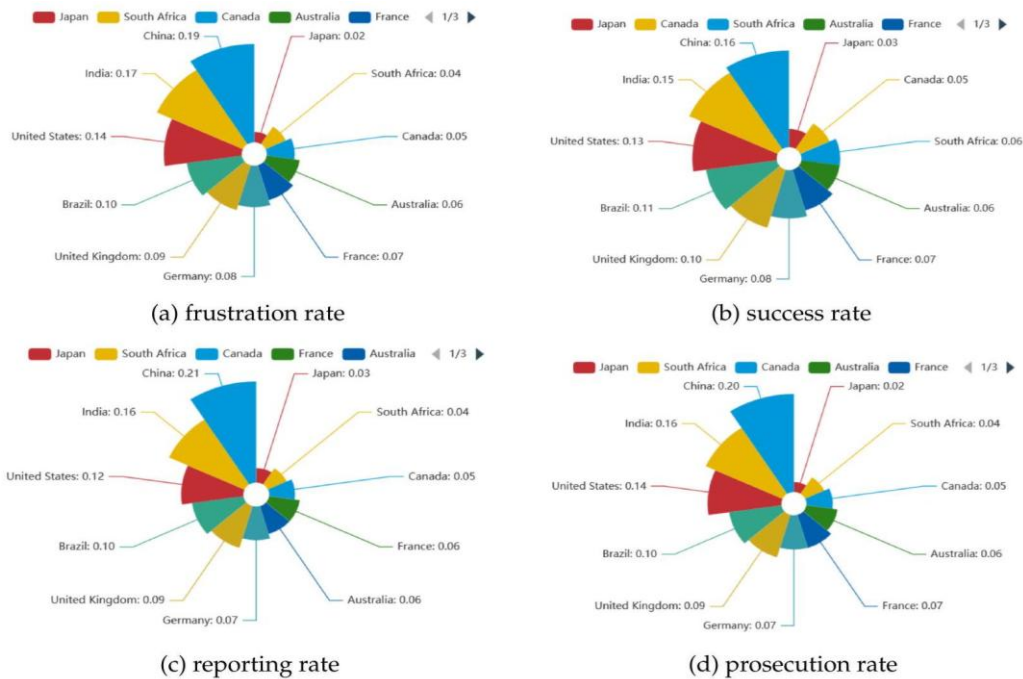 Japan South Africa Canada Australia France 1/3
China: 0.19
Japan: 0.02
India: 0.17
South Africa: 0.04
United States: 0.14
Canada: 0.05
Brazil: 0.10
Australia: 0.06
United Kingdom: 0.09
France: 0.07
Germany: 0.08
(a) frustration rate
Japan Canada South Africa Australia France 1/3
China: 0.16
Japan: 0.03
India: 0.15
Canada: 0.05
United States: 0.13
South Africa: 0.06
Brazil: 0.11
Australia: 0.06
United Kingdom: 0.10
France: 0.07
Germany: 0.08
(b) success rate
Japan South Africa Canada France Australia 1/3
China: 0.21
Japan: 0.03
India: 0.16
South Africa: 0.04
United States: 0.12
Canada: 0.05
Brazil: 0.10
France: 0.06
United Kingdom: 0.09
Australia: 0.06
Germany: 0.07
(c) reporting rate
Japan South Africa Canada Australia France 1/3
China: 0.20
Japan: 0.02
India: 0.16
South Africa: 0.04
United States: 0.14
Canada: 0.05
Brazil: 0.10
Australia: 0.06
United Kingdom: 0.09
France: 0.07
Germany: 0.07
(d) prosecution rate